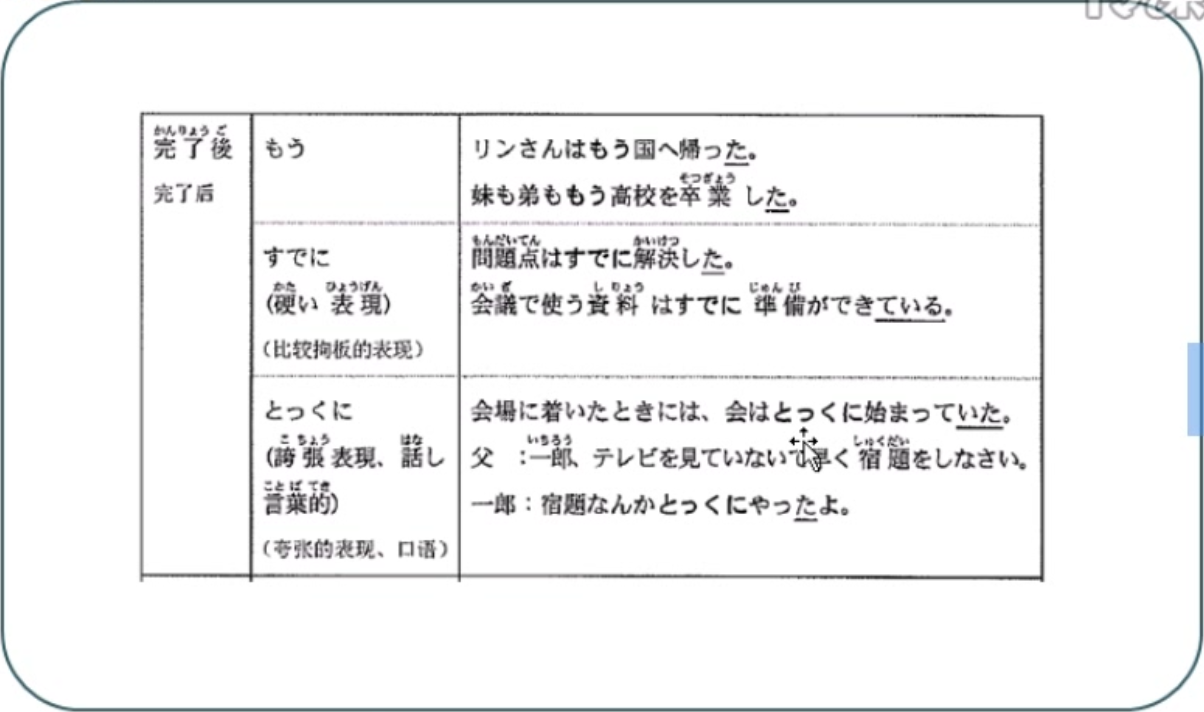 かんりょうご
完了後
完了后
もう
リンさんはもう国へ帰った。
そつぎょう
妹も弟ももう高校を卒業した。
すでに
かた ひょうげん
(硬い表現)
（比较拘板的表现）
もんだいてん かいけつ
問題点はすでに解決した。
かいぎ しりょう じゅんび
会議で使う資料はすでに準備ができている。
とっくに
こちょう はな
(誇張表現、話し
ことばてき
言葉的)
（夸张的表现、口语）
会場に着いたときには、会はとっくに始まっていた。
いちろう しゅくだい
父：一郎、テレビを見ていないで早く宿題をしなさい。
一郎：宿題なんかとっくにやったよ。